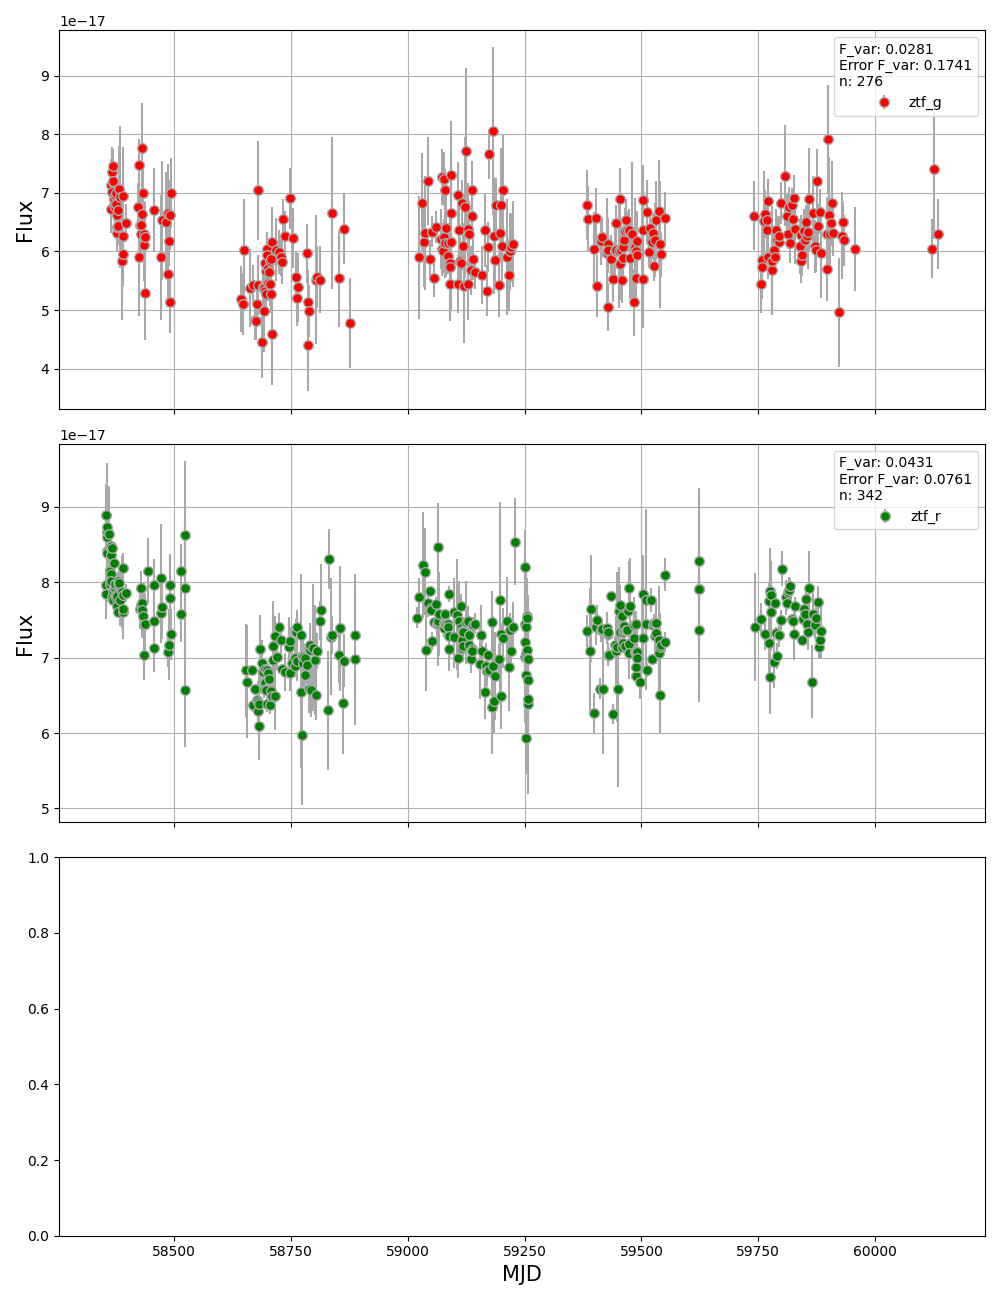 1e−17
F_var: 0.0281
Error F_var: 0.1741
n: 276
ztf_g
9
8
7
6
5
4
Flux
1e−17
F_var: 0.0431
Error F_var: 0.0761
n: 342
ztf_r
9
8
7
6
5
Flux
1.0
0.8
0.6
0.4
0.2
0.0
58500 58750 59000 59250 59500 59750 60000
MJD